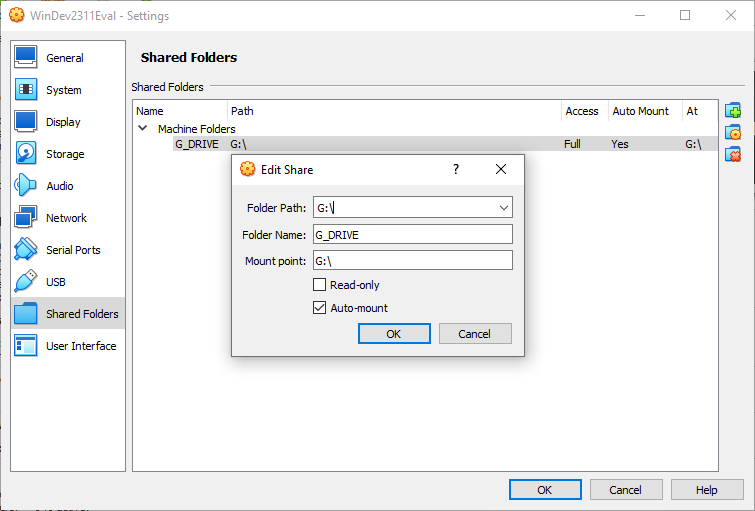 WinDev2311Eval - Settings
General
System
Display
Storage
Audio
Network
Serial Ports
USB
Shared Folders
User Interface
Shared Folders
Shared Folders
Name Path Access Auto Mount At
Machine Folders
G_DRIVE G:\ Full Yes G:\
Edit Share ?
Folder Path: G:\
Folder Name: G_DRIVE
Mount point: G:\
Read-only
Auto-mount
OK Cancel
OK Cancel Help